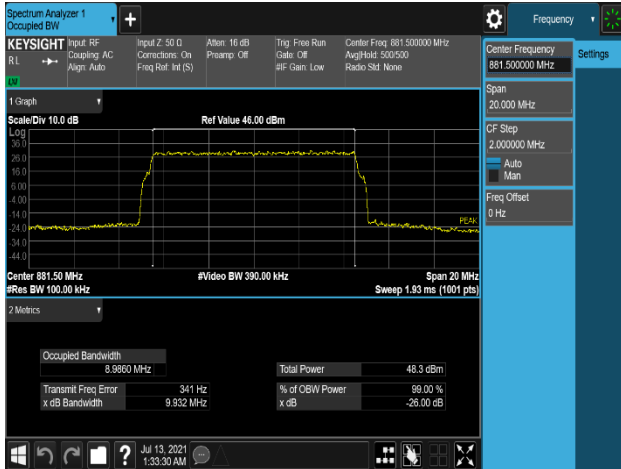 Spectrum Analyzer 1
Occupied BW
Frequency
KEYSIGHT
R L
Input: RF
Coupling: AC
Align: Auto
Input Z: 50 Ω
Corrections: On
Freq Ref: Int (S)
Atten: 16 dB
Preamp: Off
Trig: Free Run
Gate: Off
#IF Gain: Low
Center Freq: 881.500000 MHz
Avg|Hold: 500/500
Radio Std: None
Center Frequency
881.500000 MHz
Settings
Span
20.000 MHz
CF Step
2.000000 MHz
Auto
Man
Freq Offset
0 Hz
1 Graph
Scale/Div 10.0 dB
Ref Value 46.00 dBm
Log
36.0
26.0
16.0
6.00
-4.00
-14.0
-24.0
-34.0
-44.0
PEAK
Center 881.50 MHz
#Video BW 390.00 kHz
Span 20 MHz
#Res BW 100.00 kHz
Sweep 1.93 ms (1001 pts)
2 Metrics
Occupied Bandwidth
8.9860 MHz
Total Power 48.3 dBm
Transmit Freq Error 341 Hz
% of OBW Power 99.00 %
x dB Bandwidth 9.932 MHz
x dB -26.00 dB
?
Jul 13, 2021
1:33:30 AM